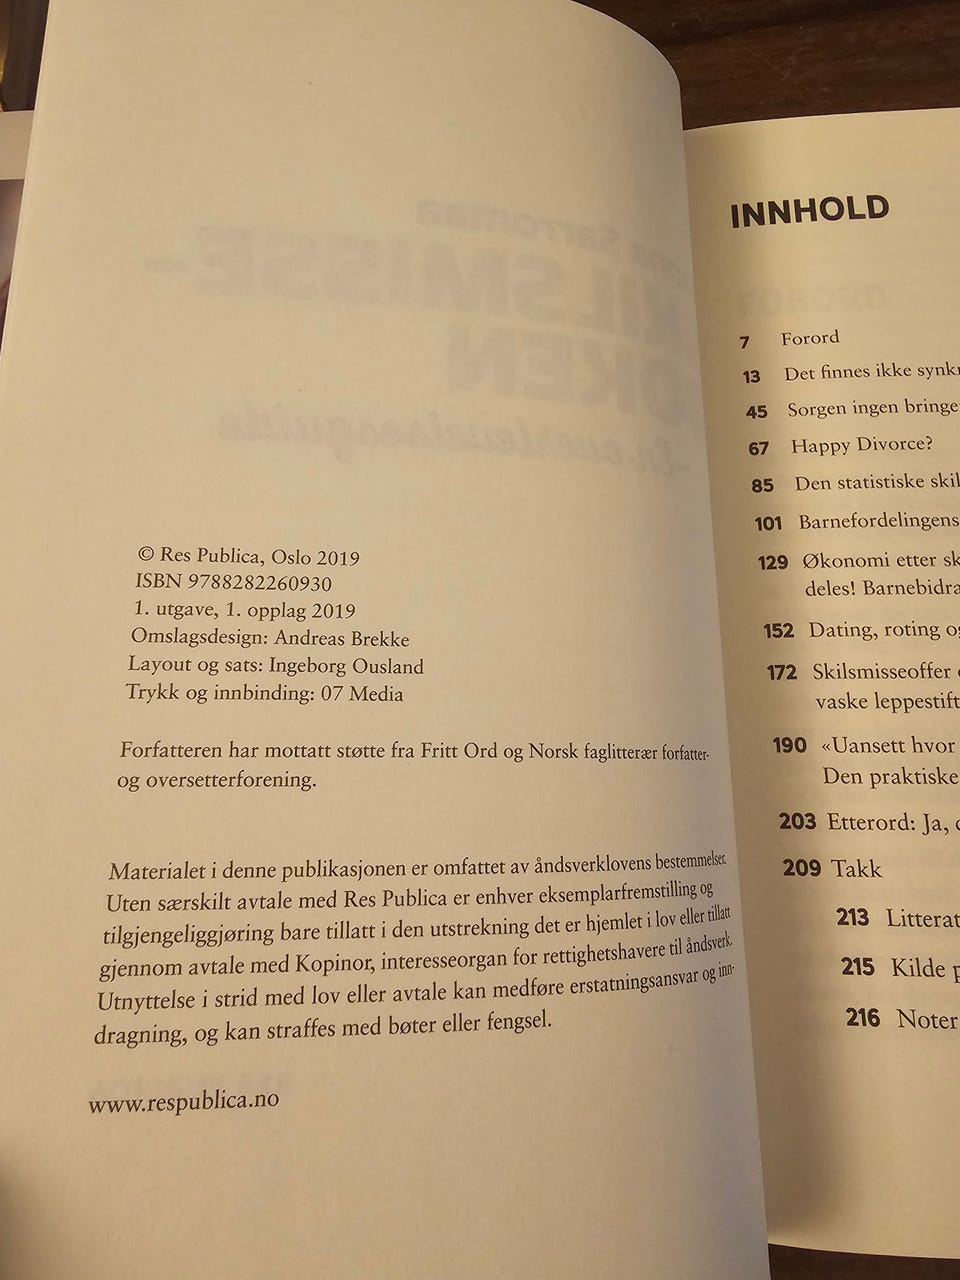 © Res Publica, Oslo 2019
ISBN 9788282260930
1. utgave, 1. opplag 2019
Omslagsdesign: Andreas Brekke
Layout og sats: Ingeborg Ousland
Trykk og innbinding: 07 Media
Forfatteren har mottatt støtte fra Fritt Ord og Norsk faglitterær forfatter-
og oversetterforening.
Materialet i denne publikasjonen er omfattet av åndsverklovens bestemmelser.
Uten særskilt avtale med Res Publica er enhver eksemplarfremstilling og
tilgjengeliggjøring bare tillatt i den utstrekning det er hjemlet i lov eller tillatt
gjennom avtale med Kopinor, interesseorgan for rettighetshavere til åndsverk.
Utnyttelse i strid med lov eller avtale kan medføre erstatningsansvar og inn-
dragning, og kan straffes med bøter eller fengsel.
www.respublica.no
INNHOLD
7 Forord
13 Det finnes ikke synkr
45 Sorgen ingen bringe
67 Happy Divorce?
85 Den statistiske skil
101 Barnefordelingens
129 Økonomi etter sk
deles! Barnebidra
152 Dating, roting o
172 Skilsmisseoffer
vaske leppestift
190 «Uansett hvor
Den praktiske
203 Etterord: Ja,
209 Takk
213 Litterat
215 Kilde
216 Noter